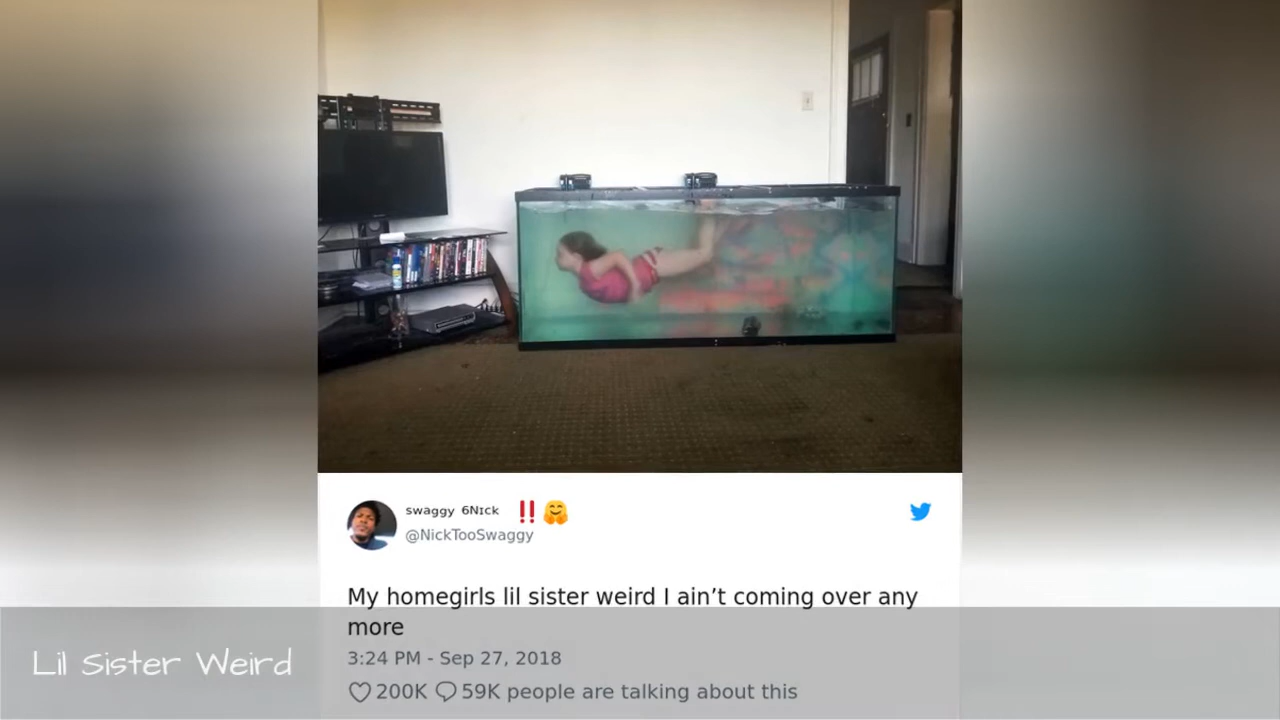 swaggy 6Nɪck ‼️🤗
@NickTooSwaggy
My homegirls lil sister weird I ain’t coming over any
more
3:24 PM - Sep 27, 2018
200K 59K people are talking about this
Lil Sister Weird